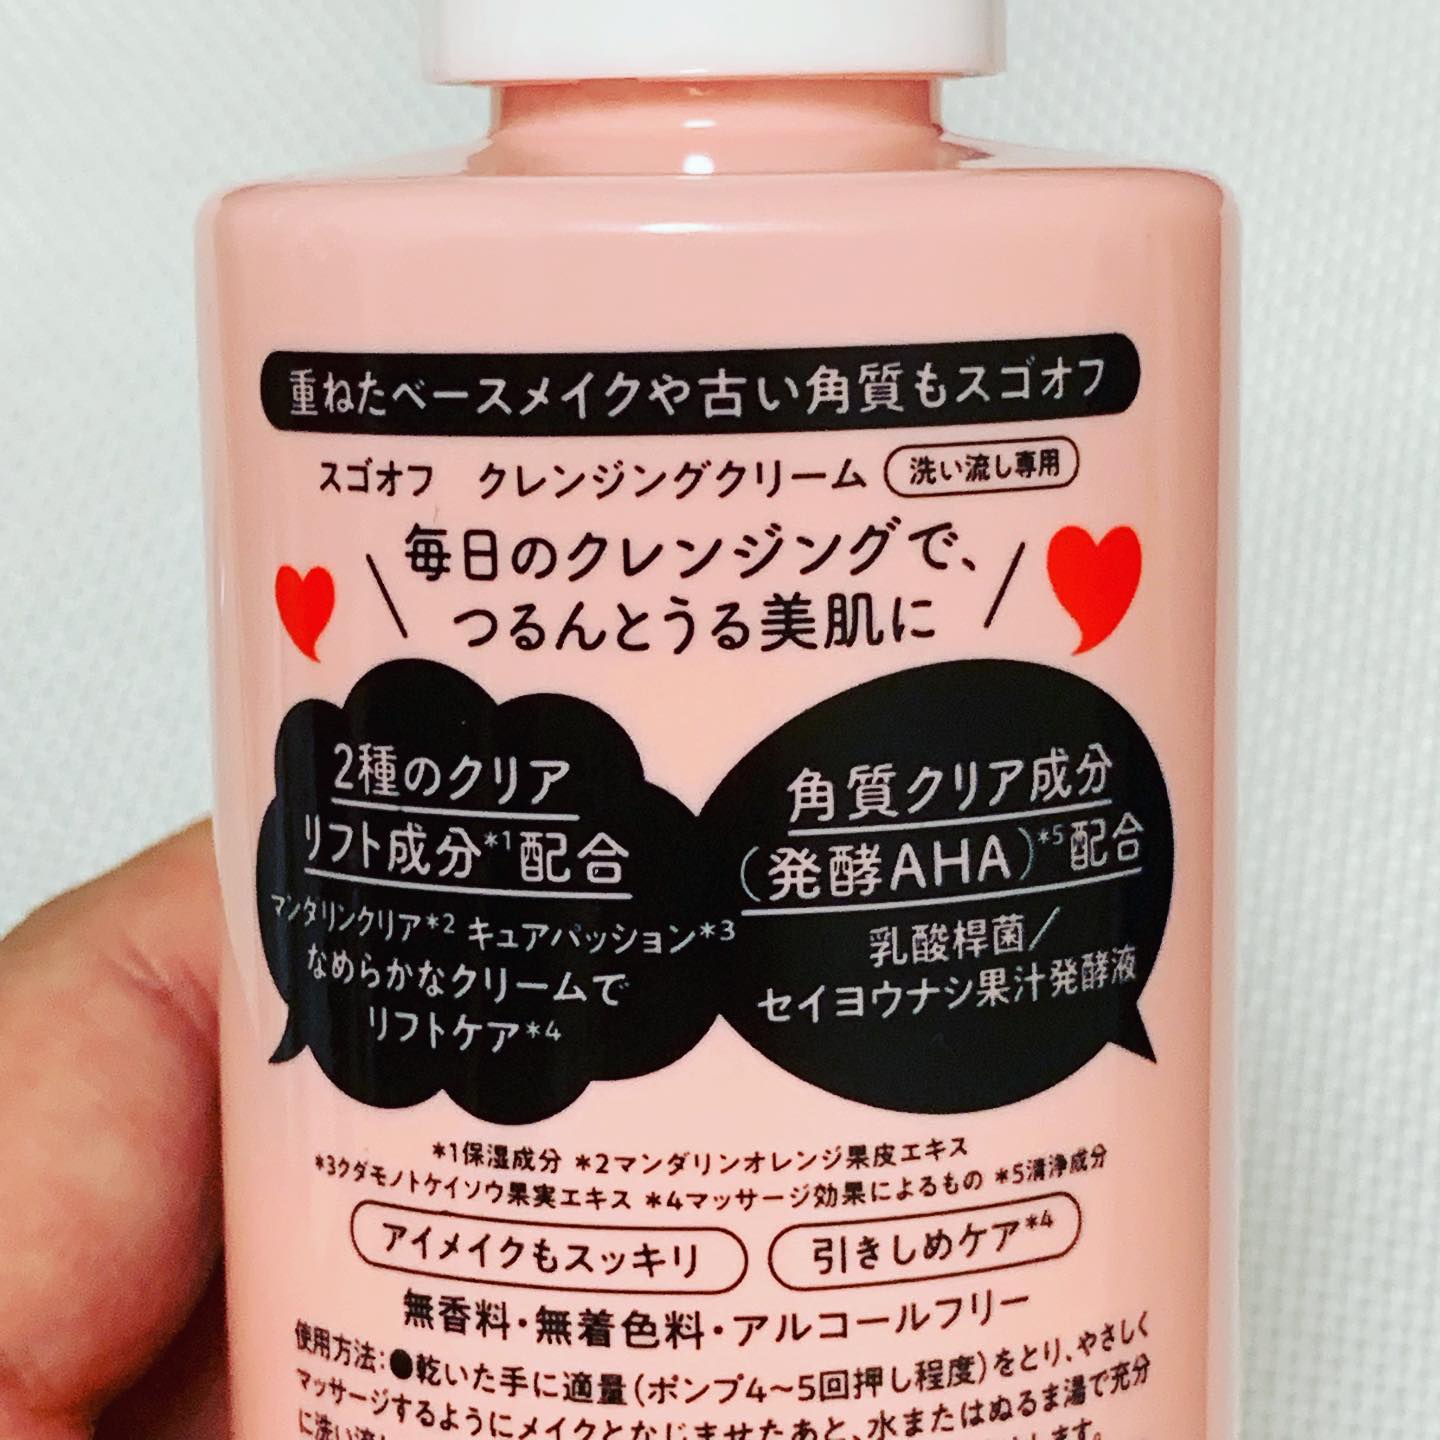 重ねたベースメイクや古い角質もスゴオフ
スゴオフ クレンジングクリーム 洗い流し専用
毎日のクレンジングで、
つるんとうる美肌に
2種のクリア
リフト成分*1配合
マンダリンクリア*2 キュアパッション*3
なめらかなクリームで
リフトケア*4
角質クリア成分
(発酵AHA)*5配合
乳酸桿菌/
セイヨウナシ果汁発酵液
*1保湿成分 *2マンダリンオレンジ果皮エキス
*3クダモノトケイソウ果実エキス *4マッサージ効果によるもの *5清浄成分
アイメイクもスッキリ 引きしめケア*4
無香料・無着色料・アルコールフリー
使用方法:●乾いた手に適量(ポンプ4～5回押し程度)をとり、やさしく
マッサージするようにメイクとなじませたあと、水またはぬるま湯で充分
に洗い流し